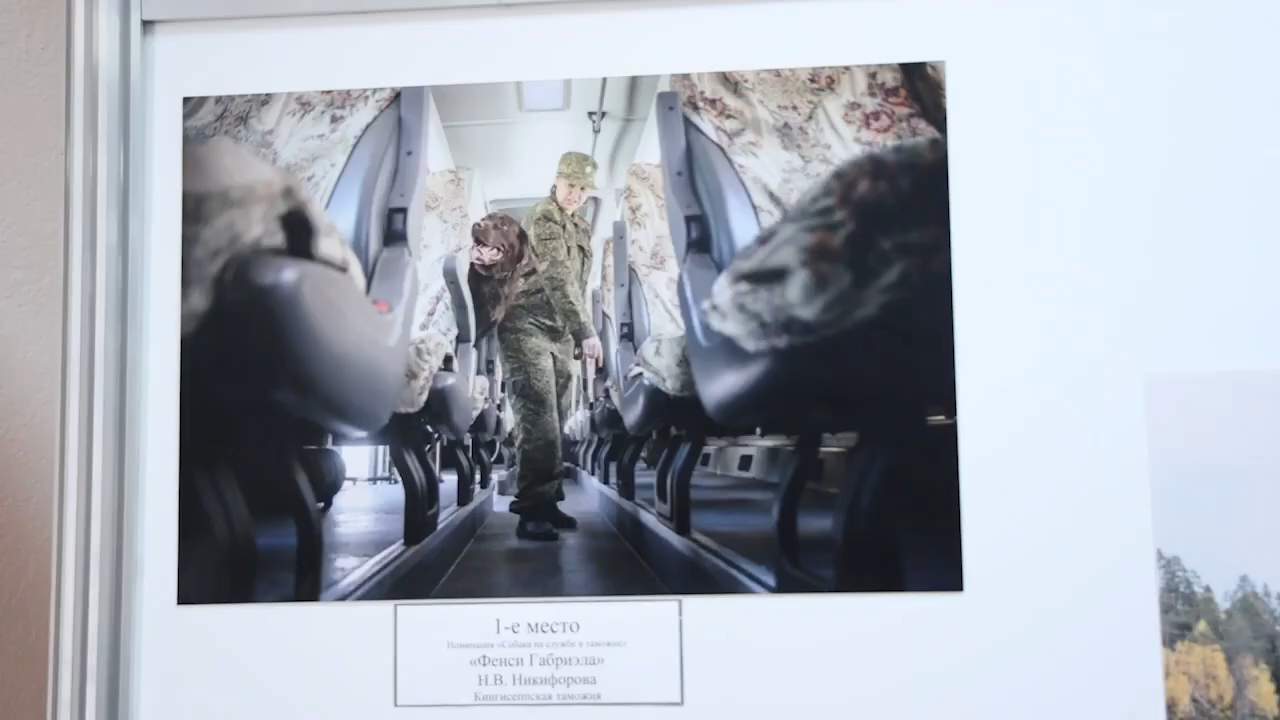 1-е место
Номинация «Собака на службе в таможне»
«Фенси Габриэла»
Н.В. Никифорова
Кингисеппская таможня